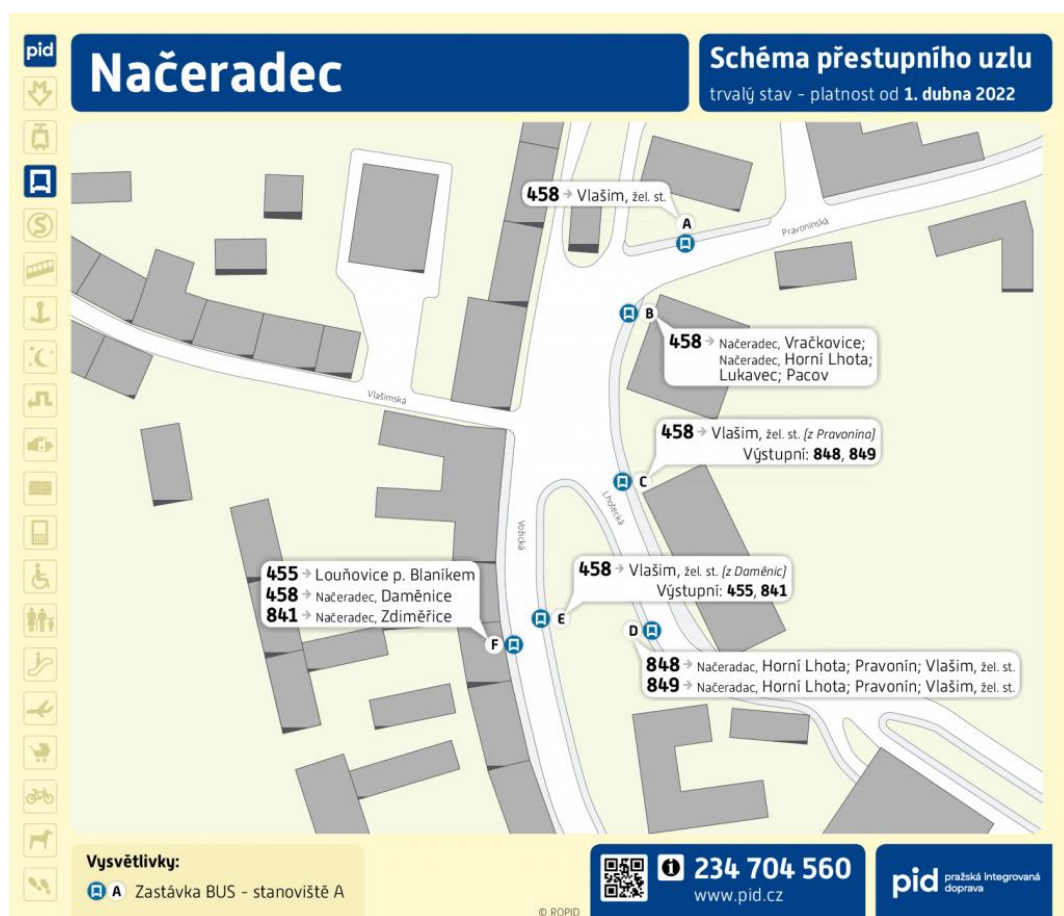 pid
Načeradec
Schéma přestupního uzlu
trvalý stav - platnost od 1. dubna 2022
M
S
458 → Vlašim, žel. st.
A
Pravonínská
B
458 → Načeradec, Vračkovice;
Načeradec, Horní Lhota;
Lukavec; Pacov
Vlašimská
458 → Vlašim, žel. st. (z Pravonína)
Výstupní: 848, 849
C
Lhotecká
Vožická
455 → Louňovice p. Blaníkem
458 → Načeradec, Daměnice
841 → Načeradec, Zdiměřice
F
458 → Vlašim, žel. st. (z Daměnic)
Výstupní: 455, 841
E
D
848 → Načeradac, Horní Lhota; Pravonín; Vlašim, žel. st.
849 → Načeradac, Horní Lhota; Pravonín; Vlašim, žel. st.
Vysvětlivky:
A Zastávka BUS - stanoviště A
© ROPID
i 234 704 560
www.pid.cz
pid pražská integrovaná
doprava